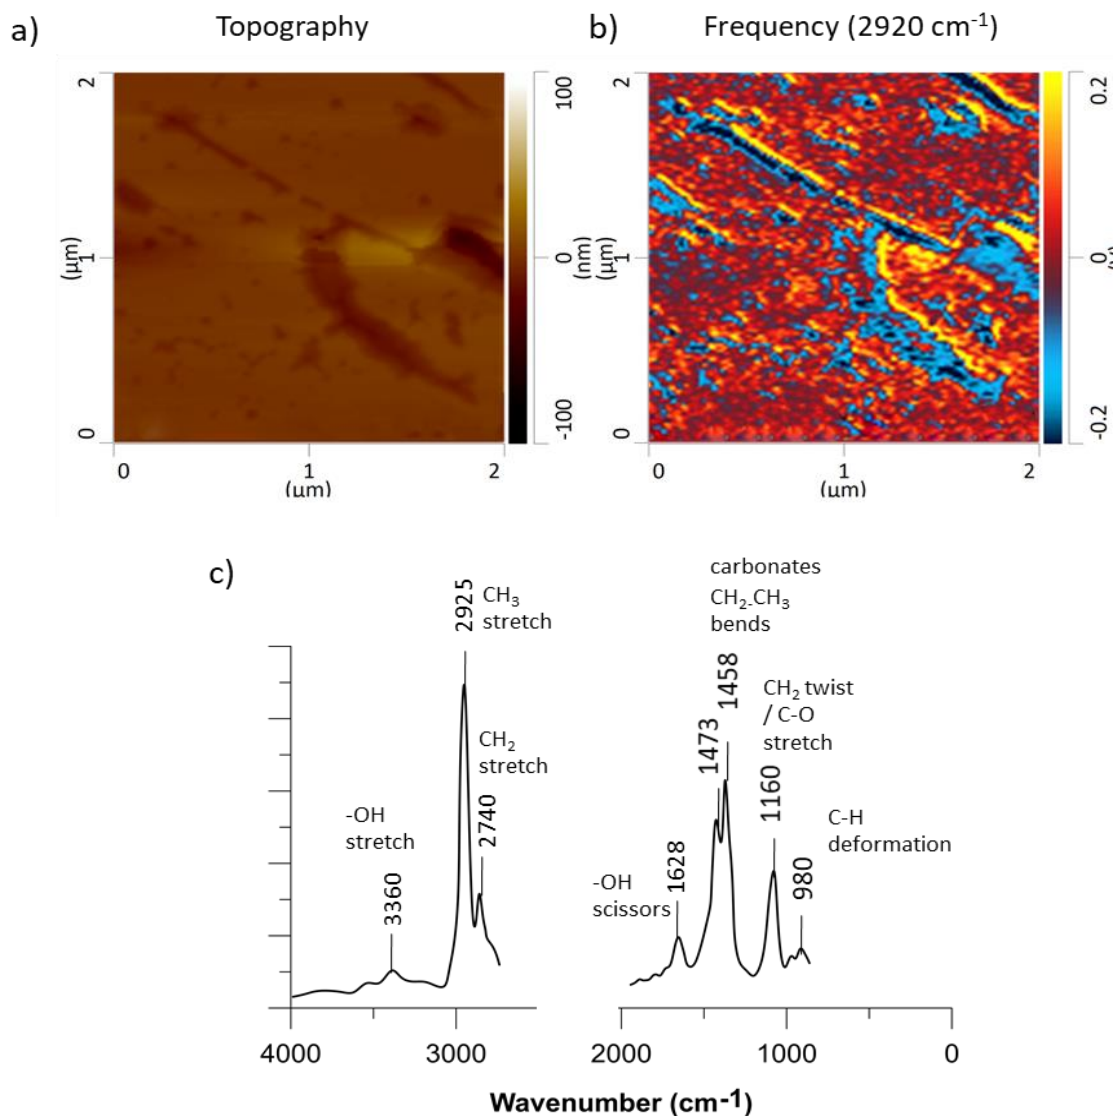 a)
Topography
b)
Frequency (2920 cm-1)
2
1
0
(µm)
0
1
2
(µm)
100
0
-100
(nm)
2
1
0
(µm)
0
1
2
(µm)
0.2
0
-0.2
c)
-OH
stretch
3360
2925
CH3
stretch
CH2
stretch
2740
carbonates
CH2-CH3
bends
-OH
scissors
1628
1473
1458
CH2 twist
/ C-O
stretch
1160
980
C-H
deformation
4000
3000
2000
1000
0
Wavenumber (cm-1)